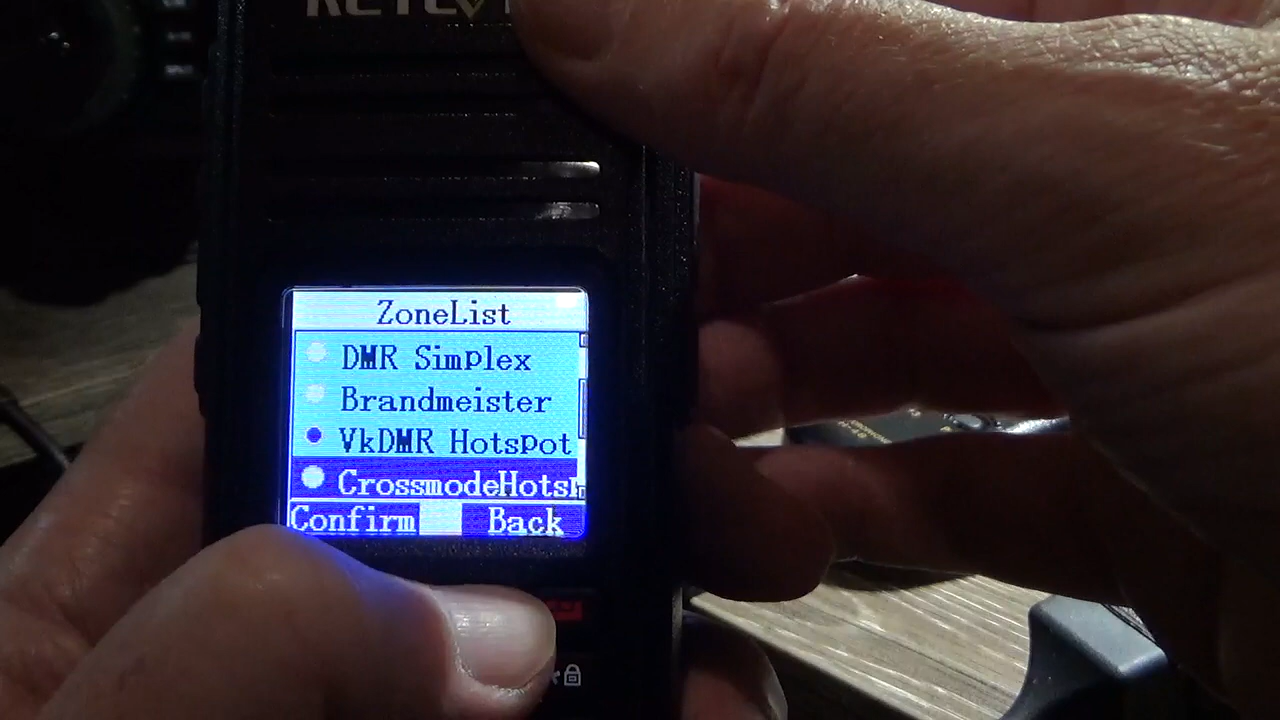 ZoneList
DMR Simplex
Brandmeister
VkDMR Hotspot
CrossmodeHots
Confirm Back